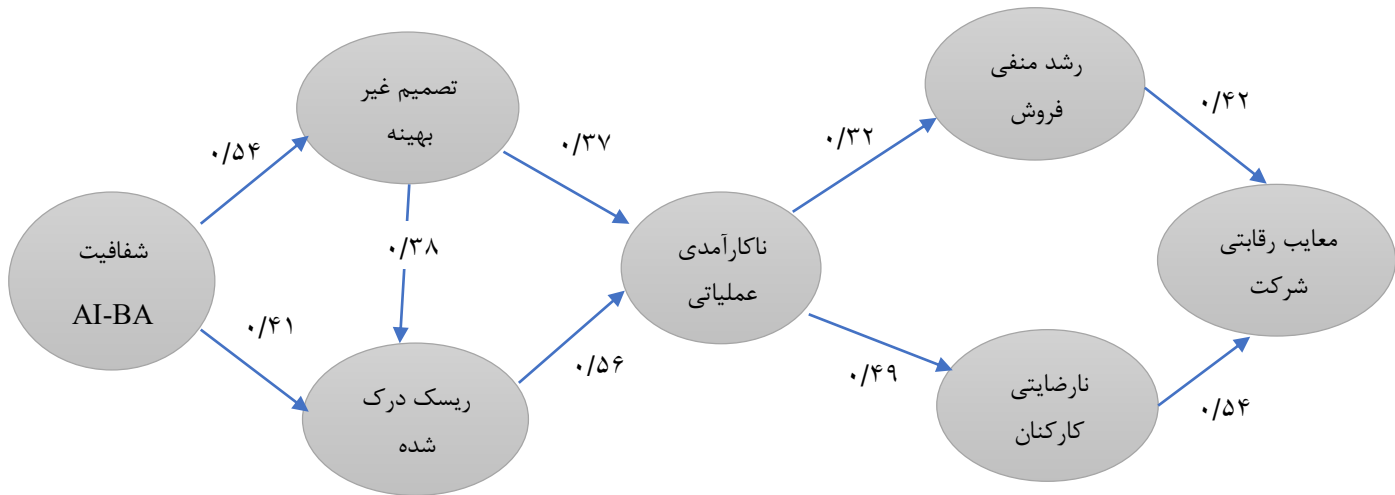 شفافیت
AI-BA
۰/۵۴
۰/۴۱
تصمیم غیر
بهینه
۰/۳۸
ریسک درک
شده
۰/۳۷
۰/۵۶
ناکارآمدی
عملیاتی
۰/۳۲
۰/۴۹
رشد منفی
فروش
نارضایتی
کارکنان
۰/۴۲
۰/۵۴
معایب رقابتی
شرکت